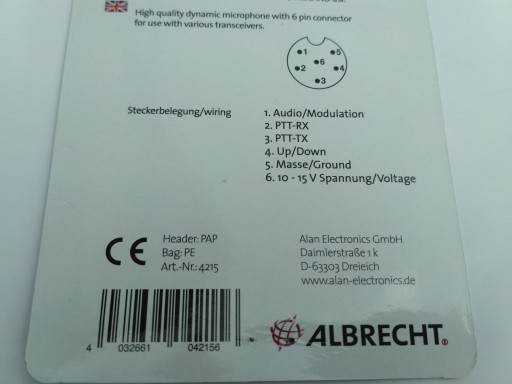 High quality dynamic microphone with 6 pin connector
for use with various transceivers.
1 5
6
2 4
3
Steckerbelegung/wiring
1. Audio/Modulation
2. PTT-RX
3. PTT-TX
4. Up/Down
5. Masse/Ground
6. 10 - 15 V Spannung/Voltage
CE
Header: PAP
Bag: PE
Art.-Nr.: 4215
Alan Electronics GmbH
Daimlerstraße 1 k
D-63303 Dreieich
www.alan-electronics.de
4 032661 042156
ALBRECHT